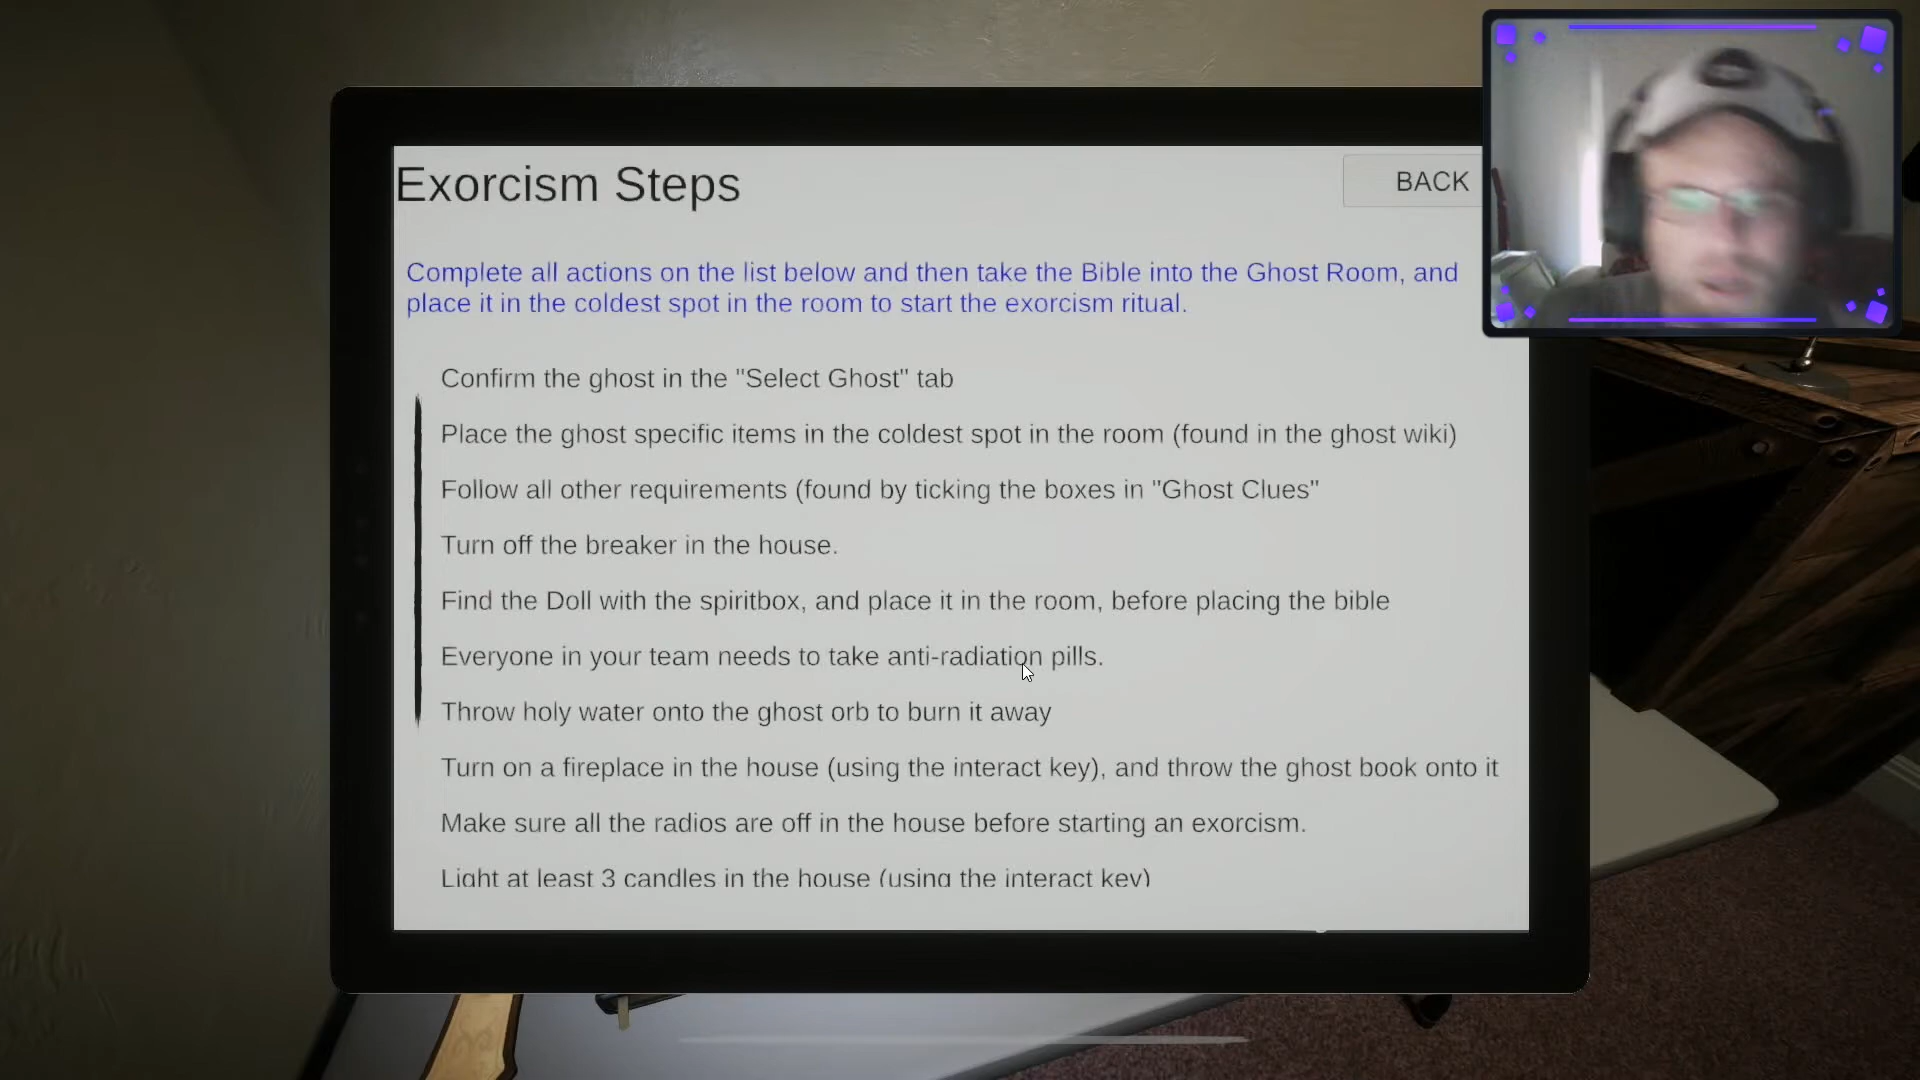 Exorcism Steps
BACK
Complete all actions on the list below and then take the Bible into the Ghost Room, and
place it in the coldest spot in the room to start the exorcism ritual.
Confirm the ghost in the "Select Ghost" tab
Place the ghost specific items in the coldest spot in the room (found in the ghost wiki)
Follow all other requirements (found by ticking the boxes in "Ghost Clues"
Turn off the breaker in the house.
Find the Doll with the spiritbox, and place it in the room, before placing the bible
Everyone in your team needs to take anti-radiation pills.
Throw holy water onto the ghost orb to burn it away
Turn on a fireplace in the house (using the interact key), and throw the ghost book onto it
Make sure all the radios are off in the house before starting an exorcism.
Light at least 3 candles in the house (using the interact key)